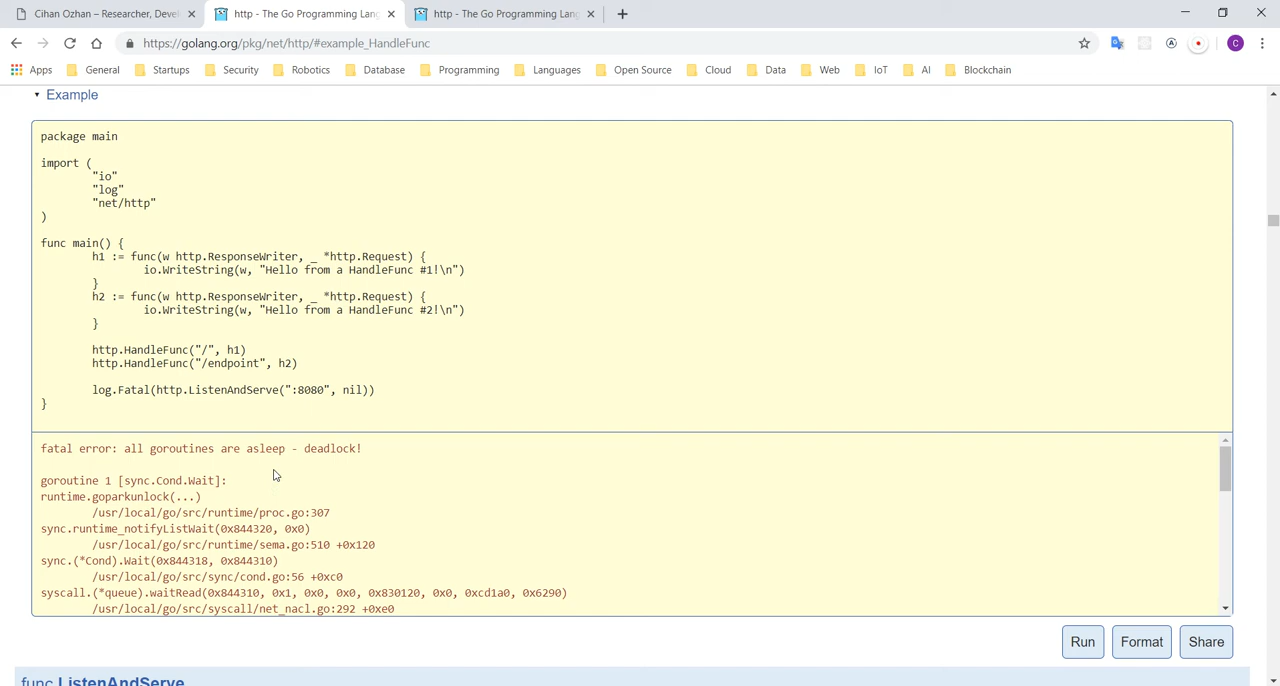 Cihan Ozhan – Researcher, Devel
http - The Go Programming Lang
http - The Go Programming Lang
https://golang.org/pkg/net/http/#example_HandleFunc
C
Apps General Startups Security Robotics Database Programming Languages Open Source Cloud Data Web IoT AI Blockchain
Example
package main
import (
"io"
"log"
"net/http"
)
func main() {
h1 := func(w http.ResponseWriter, _ *http.Request) {
io.WriteString(w, "Hello from a HandleFunc #1!\n")
}
h2 := func(w http.ResponseWriter, _ *http.Request) {
io.WriteString(w, "Hello from a HandleFunc #2!\n")
}
http.HandleFunc("/", h1)
http.HandleFunc("/endpoint", h2)
log.Fatal(http.ListenAndServe(":8080", nil))
}
fatal error: all goroutines are asleep - deadlock!
goroutine 1 [sync.Cond.Wait]:
runtime.goparkunlock(...)
/usr/local/go/src/runtime/proc.go:307
sync.runtime_notifyListWait(0x844320, 0x0)
/usr/local/go/src/runtime/sema.go:510 +0x120
sync.(*Cond).Wait(0x844318, 0x844310)
/usr/local/go/src/sync/cond.go:56 +0xc0
syscall.(*queue).waitRead(0x844310, 0x1, 0x0, 0x0, 0x830120, 0x0, 0xcd1a0, 0x6290)
/usr/local/go/src/syscall/net_nacl.go:292 +0xe0
Run Format Share
func ListenAndServe